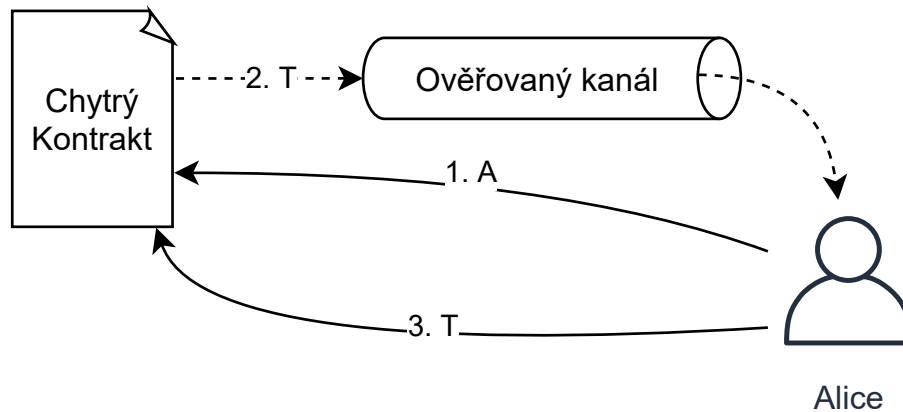 Chytrý
Kontrakt
2. T
Ověřovaný kanál
1. A
3. T
Alice